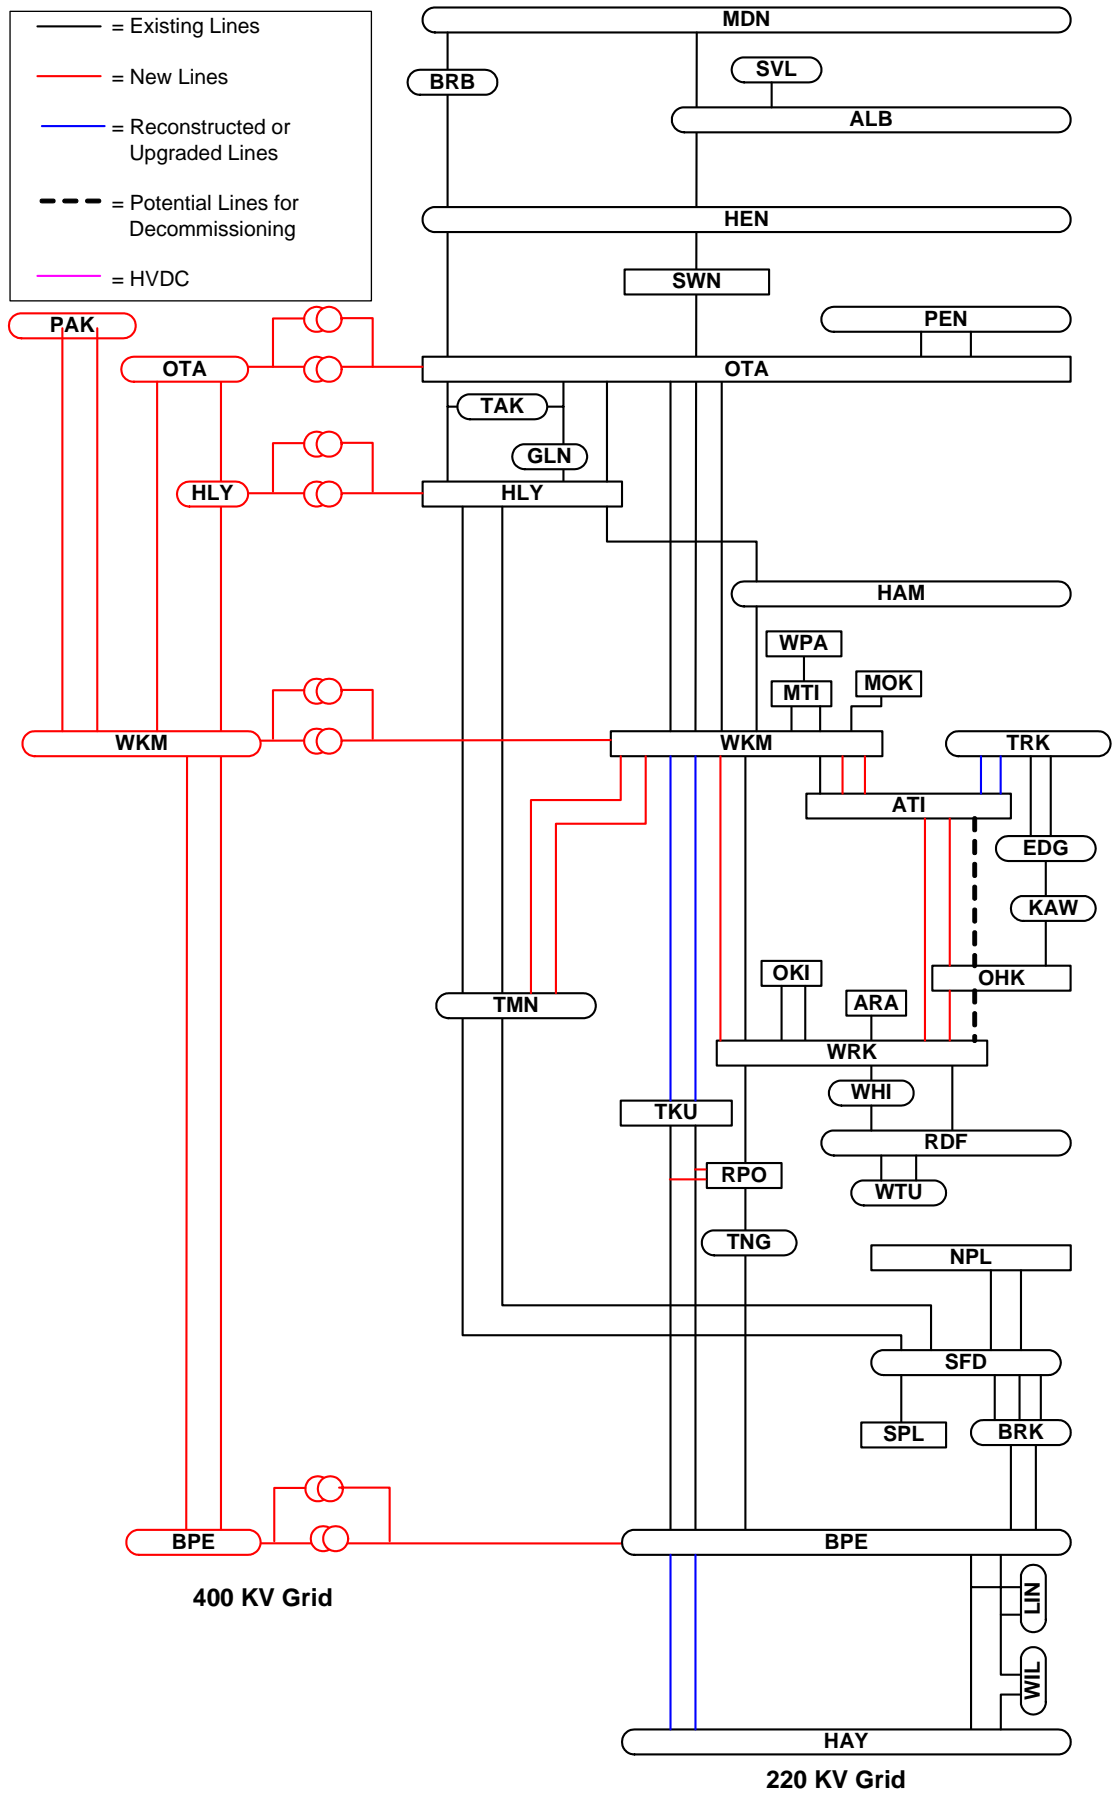 = Existing Lines
= New Lines
= Reconstructed or
Upgraded Lines
= Potential Lines for
Decommissioning
= HVDC
MDN
BRB
SVL
ALB
HEN
SWN
PAK
PEN
OTA
OTA
TAK
GLN
HLY
HLY
HAM
WPA
MTI
MOK
WKM
WKM
TRK
ATI
EDG
KAW
OKI
OHK
ARA
TMN
WRK
WHI
TKU
RDF
RPO
WTU
TNG
NPL
SFD
SPL
BRK
BPE
BPE
400 KV Grid
LIN
WIL
HAY
220 KV Grid